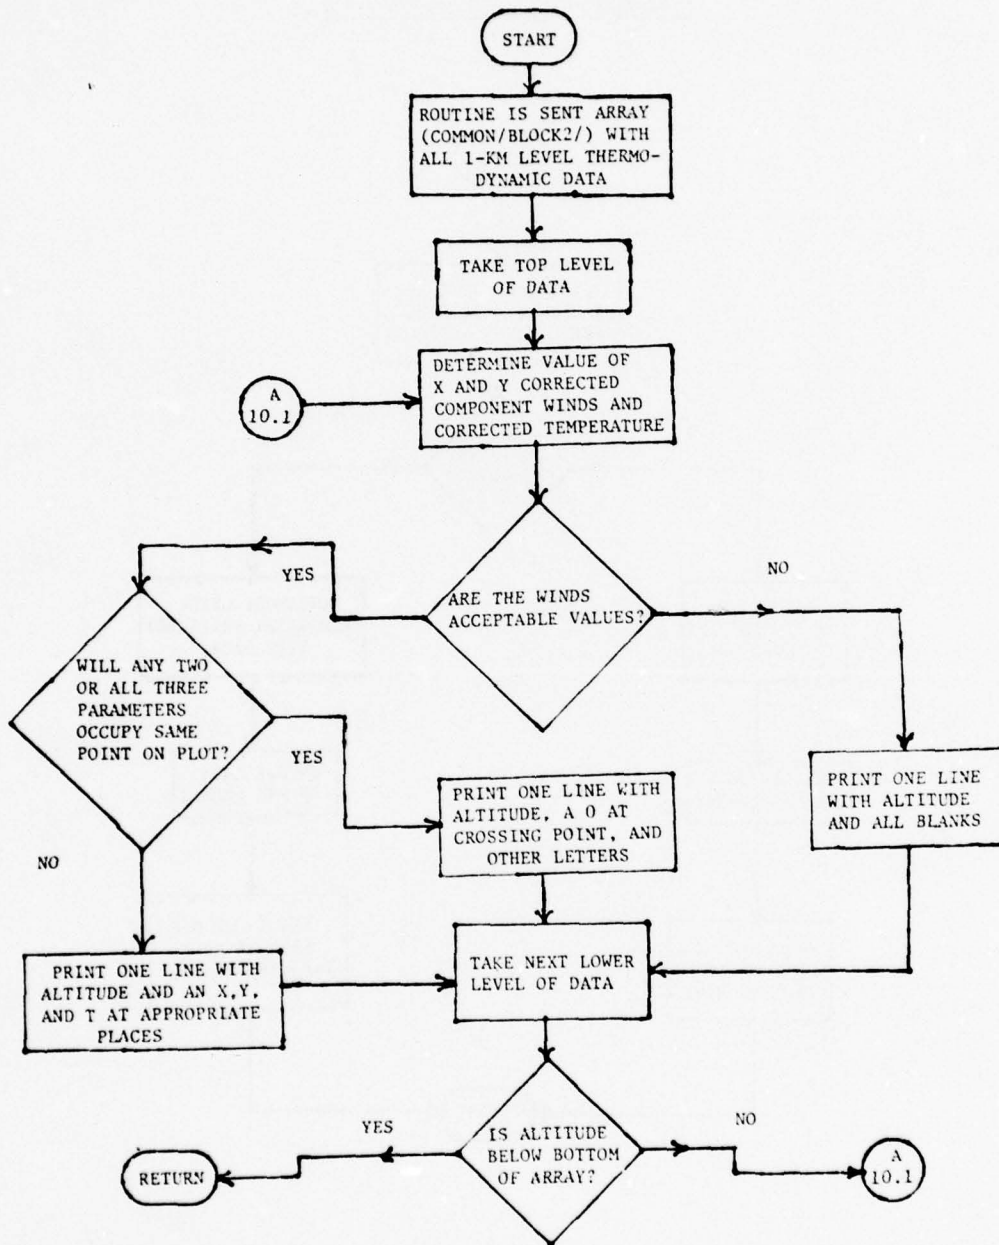 START
ROUTINE IS SENT ARRAY
(COMMON/BLOCK2/) WITH
ALL 1-KM LEVEL THERMO-
DYNAMIC DATA
TAKE TOP LEVEL
OF DATA
DETERMINE VALUE OF
X AND Y CORRECTED
COMPONENT WINDS AND
CORRECTED TEMPERATURE
A
10.1
ARE THE WINDS
ACCEPTABLE VALUES?
YES
NO
WILL ANY TWO
OR ALL THREE
PARAMETERS
OCCUPY SAME
POINT ON PLOT?
YES
NO
PRINT ONE LINE WITH
ALTITUDE, A O AT
CROSSING POINT, AND
OTHER LETTERS
PRINT ONE LINE
WITH ALTITUDE
AND ALL BLANKS
PRINT ONE LINE WITH
ALTITUDE AND AN X,Y,
AND T AT APPROPRIATE
PLACES
TAKE NEXT LOWER
LEVEL OF DATA
IS ALTITUDE
BELOW BOTTOM
OF ARRAY?
YES
NO
RETURN
A
10.1